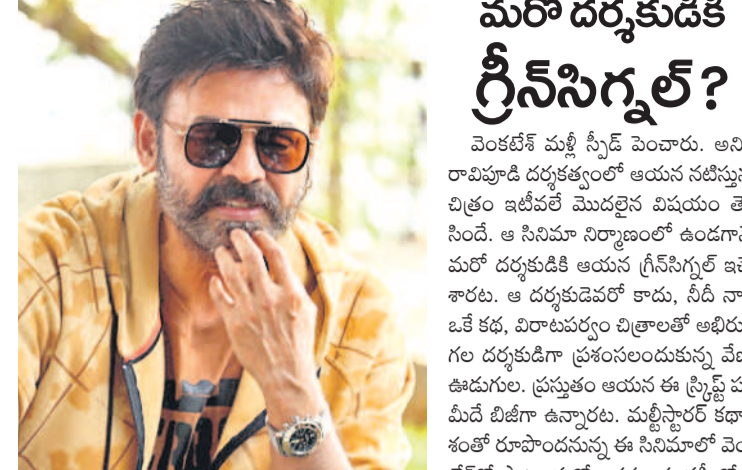 మరో దర్శకుడికి
గ్రీన్‌సిగ్నల్?
వెంకటేశ్ మళ్లీ స్పీడ్ పెంచారు. అని
రావిపూడి దర్శకత్వంలో ఆయన నటిస్తు
చిత్రం ఇటీవలే మొదలైన విషయం తె
సిందే. ఆ సినిమా నిర్మాణంలో ఉండగా
మరో దర్శకుడికి ఆయన గ్రీన్‌సిగ్నల్ ఇ
శారట. ఆ దర్శకుడెవరో కాదు, నీదీ నా
ఒకే కథ, విరాటపర్వం చిత్రాలతో అభిరు
గల దర్శకుడిగా ప్రశంసలందుకున్న వేణ
ఊడుగుల. ప్రస్తుతం ఆయన ఈ స్క్రిప్ట్ ప
మీదే బిజీగా ఉన్నారట. మల్టీస్టారర్ కథా
శంతో రూపొందనున్న ఈ సినిమాలో వెం